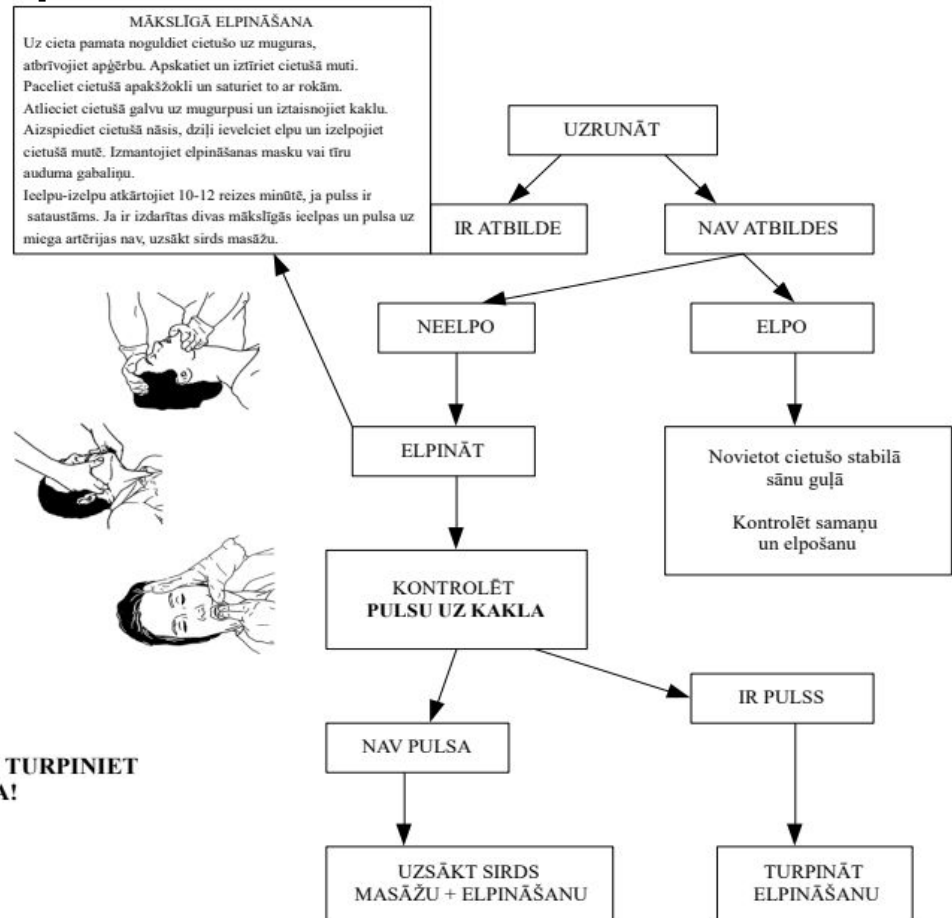 MĀKSLĪGĀ ELPINĀŠANA
Uz cieta pamata noguldiet cietušo uz muguras,
atbrīvojiet apģērbu. Apskatiet un iztīriet cietušā muti.
Paceliet cietušā apakšžokli un saturiet to ar rokām.
Atlieciet cietušā galvu uz mugurpusi un iztaisnojiet kaklu.
Aizspiediet cietušā nāsis, dziļi ievelciet elpu un izelpojiet
cietušā mutē. Izmantojiet elpināšanas masku vai tīru
auduma gabaliņu.
Ieelpu-izelpu atkārtojiet 10-12 reizes minūtē, ja pulss ir
sataustāms. Ja ir izdarītas divas mākslīgās ieelpas un pulsa uz
miega artērijas nav, uzsākt sirds masāžu.
UZRUNĀT
IR ATBILDE
NAV ATBILDES
NEELPO
ELPO
ELPINĀT
Novietot cietušo stabilā
sānu guļā
Kontrolēt samaņu
un elpošanu
KONTROLĒT
PULSU UZ KAKLA
IR PULSS
NAV PULSA
TURPINIET
A!
UZSĀKT SIRDS
MASĀŽU + ELPINĀŠANU
TURPINĀT
ELPINĀŠANU